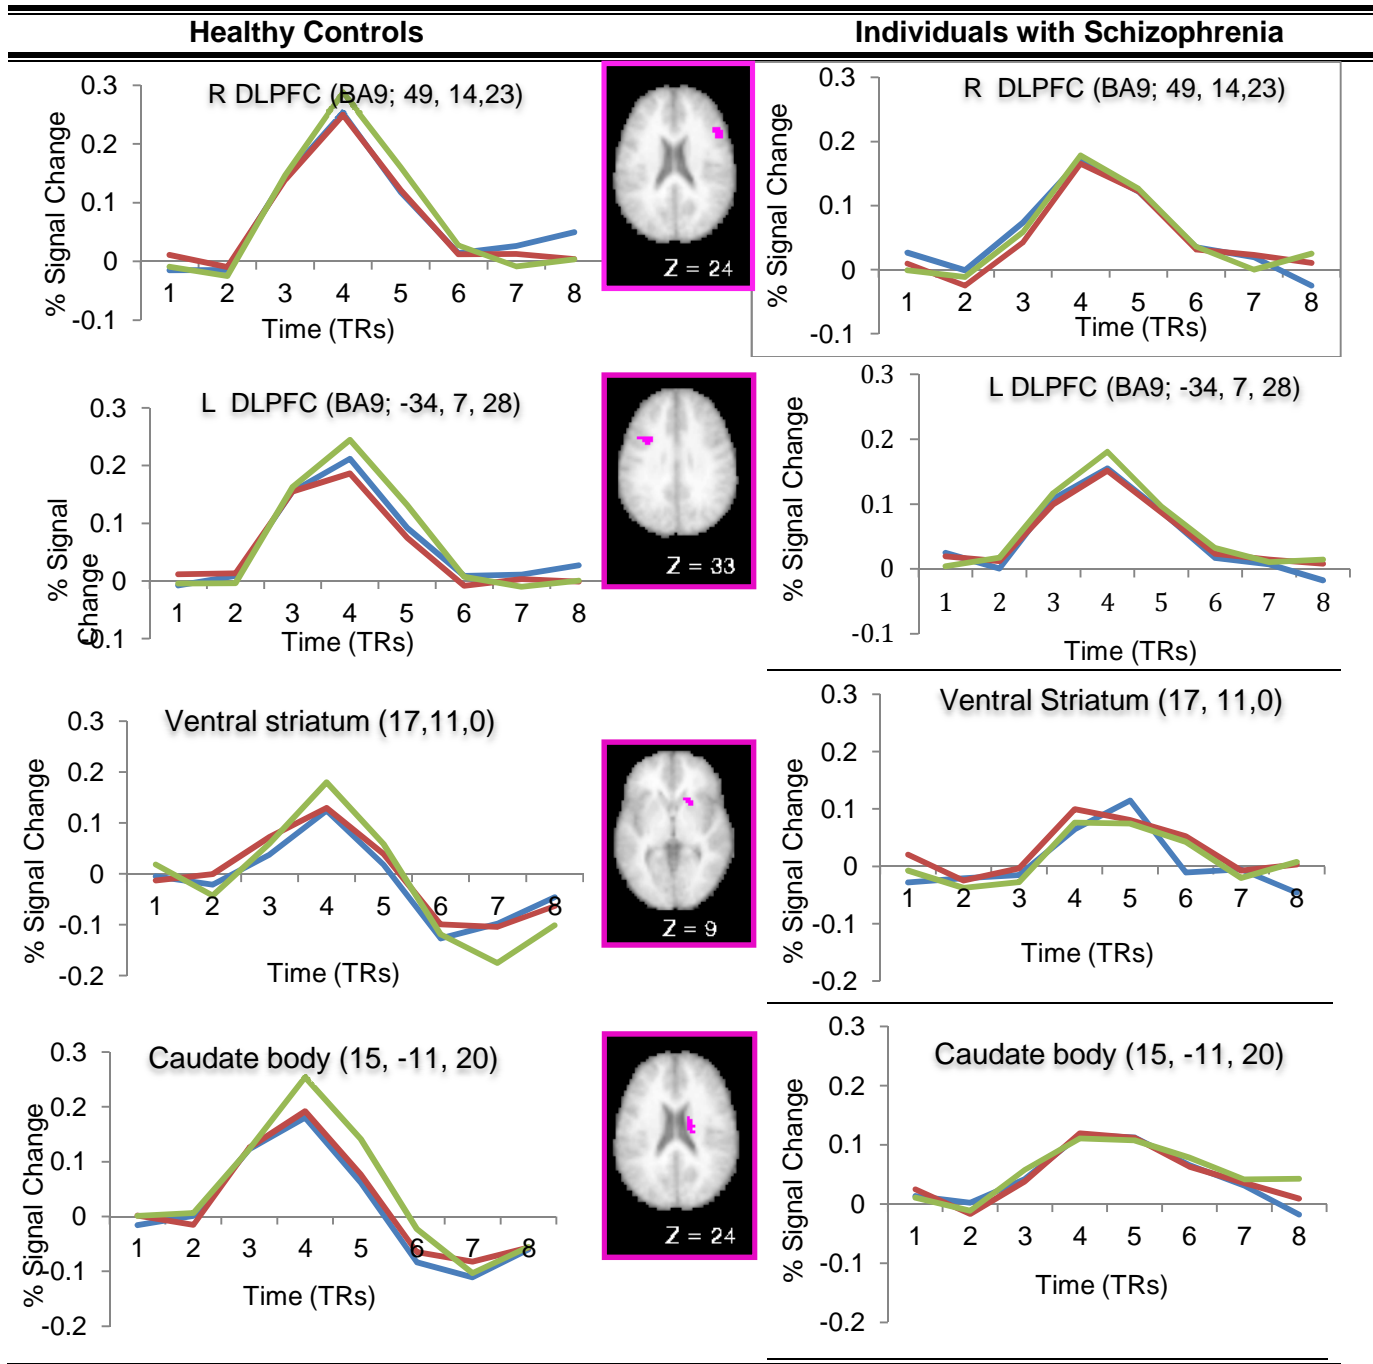 Healthy Controls
Individuals with Schizophrenia
R DLPFC (BA9; 49, 14,23)
% Signal Change
0.3
0.2
0.1
0
-0.1
1 2 3 4 5 6 7 8
Time (TRs)
Z = 24
R DLPFC (BA9; 49, 14,23)
% Signal Change
0.3
0.2
0.1
0
-0.1
1 2 3 4 5 6 7 8
Time (TRs)
L DLPFC (BA9; -34, 7, 28)
% Signal
Change
0.3
0.2
0.1
0
-0.1
1 2 3 4 5 6 7 8
Time (TRs)
Z = 33
L DLPFC (BA9; -34, 7, 28)
% Signal Change
0.3
0.2
0.1
0
-0.1
1 2 3 4 5 6 7 8
Time (TRs)
Ventral striatum (17,11,0)
% Signal Change
0.3
0.2
0.1
0
-0.1
-0.2
1 2 3 4 5 6 7 8
Time (TRs)
Z = 9
Ventral Striatum (17, 11,0)
% Signal Change
0.3
0.2
0.1
0
-0.1
-0.2
1 2 3 4 5 6 7 8
Time (TRs)
Caudate body (15, -11, 20)
% Signal Change
0.3
0.2
0.1
0
-0.1
-0.2
1 2 3 4 5 6 7 8
Time (TRs)
Z = 24
Caudate body (15, -11, 20)
% Signal Change
0.3
0.2
0.1
0
-0.1
-0.2
1 2 3 4 5 6 7 8
Time (TRs)